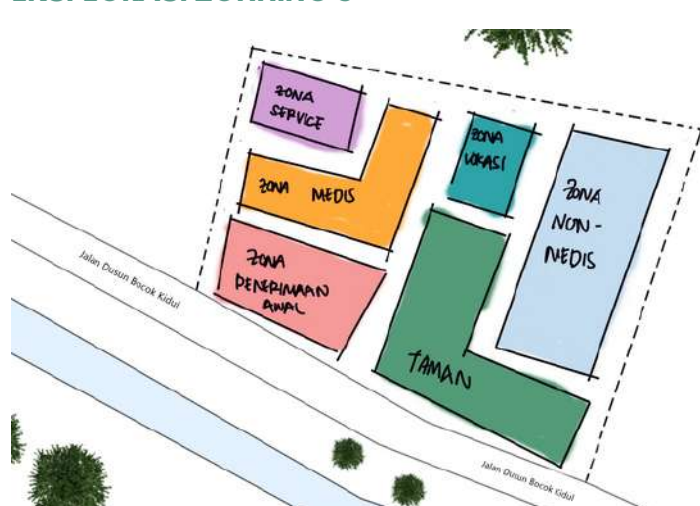 ZONA
SERVICE
ZONA MEDIS
ZONA
PENERIMAAN
AWAL
ZONA
VOKASI
ZONA
NON-
MEDIS
TAMAN
Jalan Dusun Bocok Kidul
Jalan Dusun Bocok Kidul